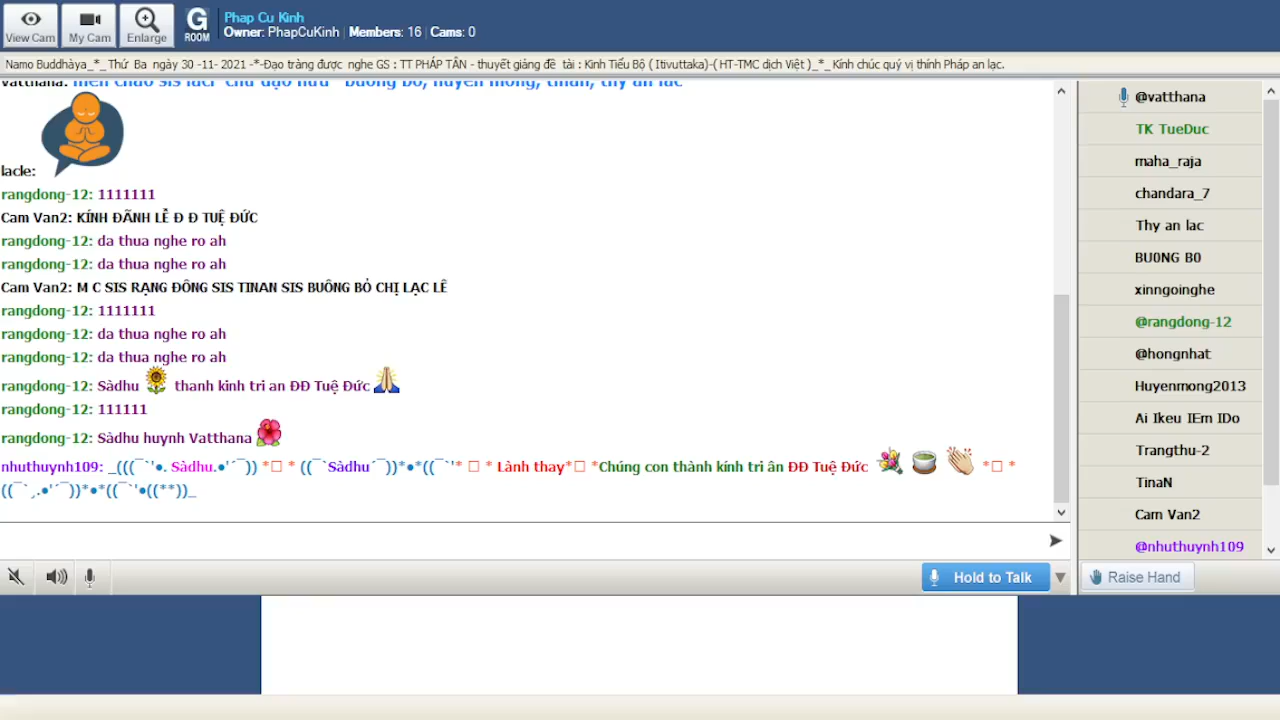 View Cam
My Cam
Enlarge
G
ROOM
Phap Cu Kinh
Owner: PhapCuKinh | Members: 16 | Cams: 0
Namo Buddhàya_*_Thứ Ba ngày 30 -11- 2021 -*-Đạo tràng được nghe GS : TT PHÁP TÂN - thuyết giảng đề tài : Kinh Tiểu Bộ ( Itivuttaka)-( HT-TMC dịch Việt )_*_Kính chúc quý vị thính Pháp an lạc.
lacle:
rangdong-12: 1111111
Cam Van2: KÍNH ĐÃNH LỄ Đ Đ TUỆ ĐỨC
rangdong-12: da thua nghe ro ah
rangdong-12: da thua nghe ro ah
Cam Van2: M C SIS RẠNG ĐÔNG SIS TINAN SIS BUÔNG BỎ CHỊ LẠC LÊ
rangdong-12: 1111111
rangdong-12: da thua nghe ro ah
rangdong-12: da thua nghe ro ah
rangdong-12: Sàdhu thanh kinh tri an ĐĐ Tuệ Đức
rangdong-12: 111111
rangdong-12: Sàdhu huynh Vatthana
nhuthuynh109: _(((¯`'●. Sàdhu.●'´¯)) *□ * ((¯`Sàdhu´¯))*●*((¯`'* □ * Lành thay*□ *Chúng con thành kính tri ân ĐĐ Tuệ Đức *□ *
((¯`¸.●'´¯))*●*((¯`'●((**))_
@vatthana
TK TueDuc
maha_raja
chandara_7
Thy an lac
BU0NG B0
xinngoinghe
@rangdong-12
@hongnhat
Huyenmong2013
Ai Ikeu IEm IDo
Trangthu-2
TinaN
Cam Van2
@nhuthuynh109
Hold to Talk
Raise Hand